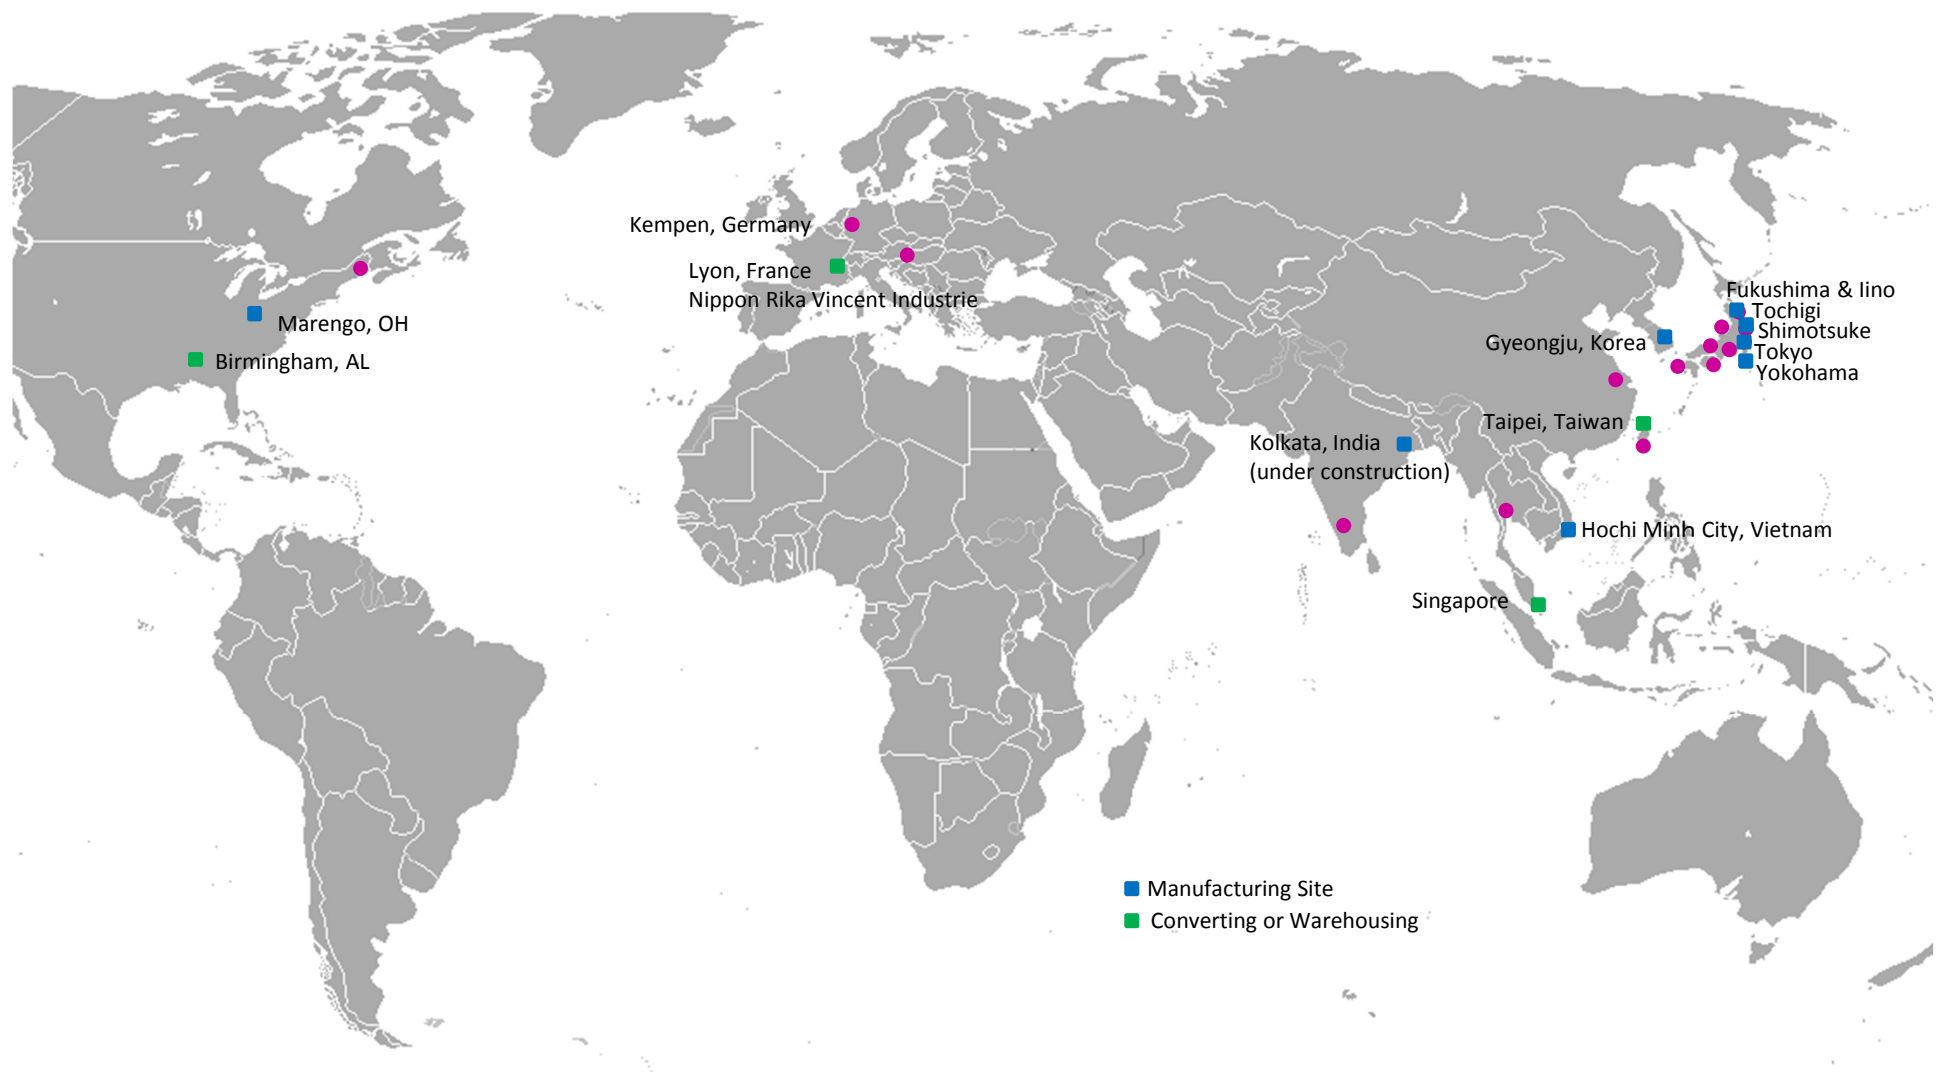 Kempen, Germany
Lyon, France
Nippon Rika Vincent Industrie
Marengo, OH
Birmingham, AL
Fukushima & Iino
Tochigi
Shimotsuke
Tokyo
Yokohama
Gyeongju, Korea
Taipei, Taiwan
Kolkata, India
(under construction)
Hochi Minh City, Vietnam
Singapore
Manufacturing Site
Converting or Warehousing